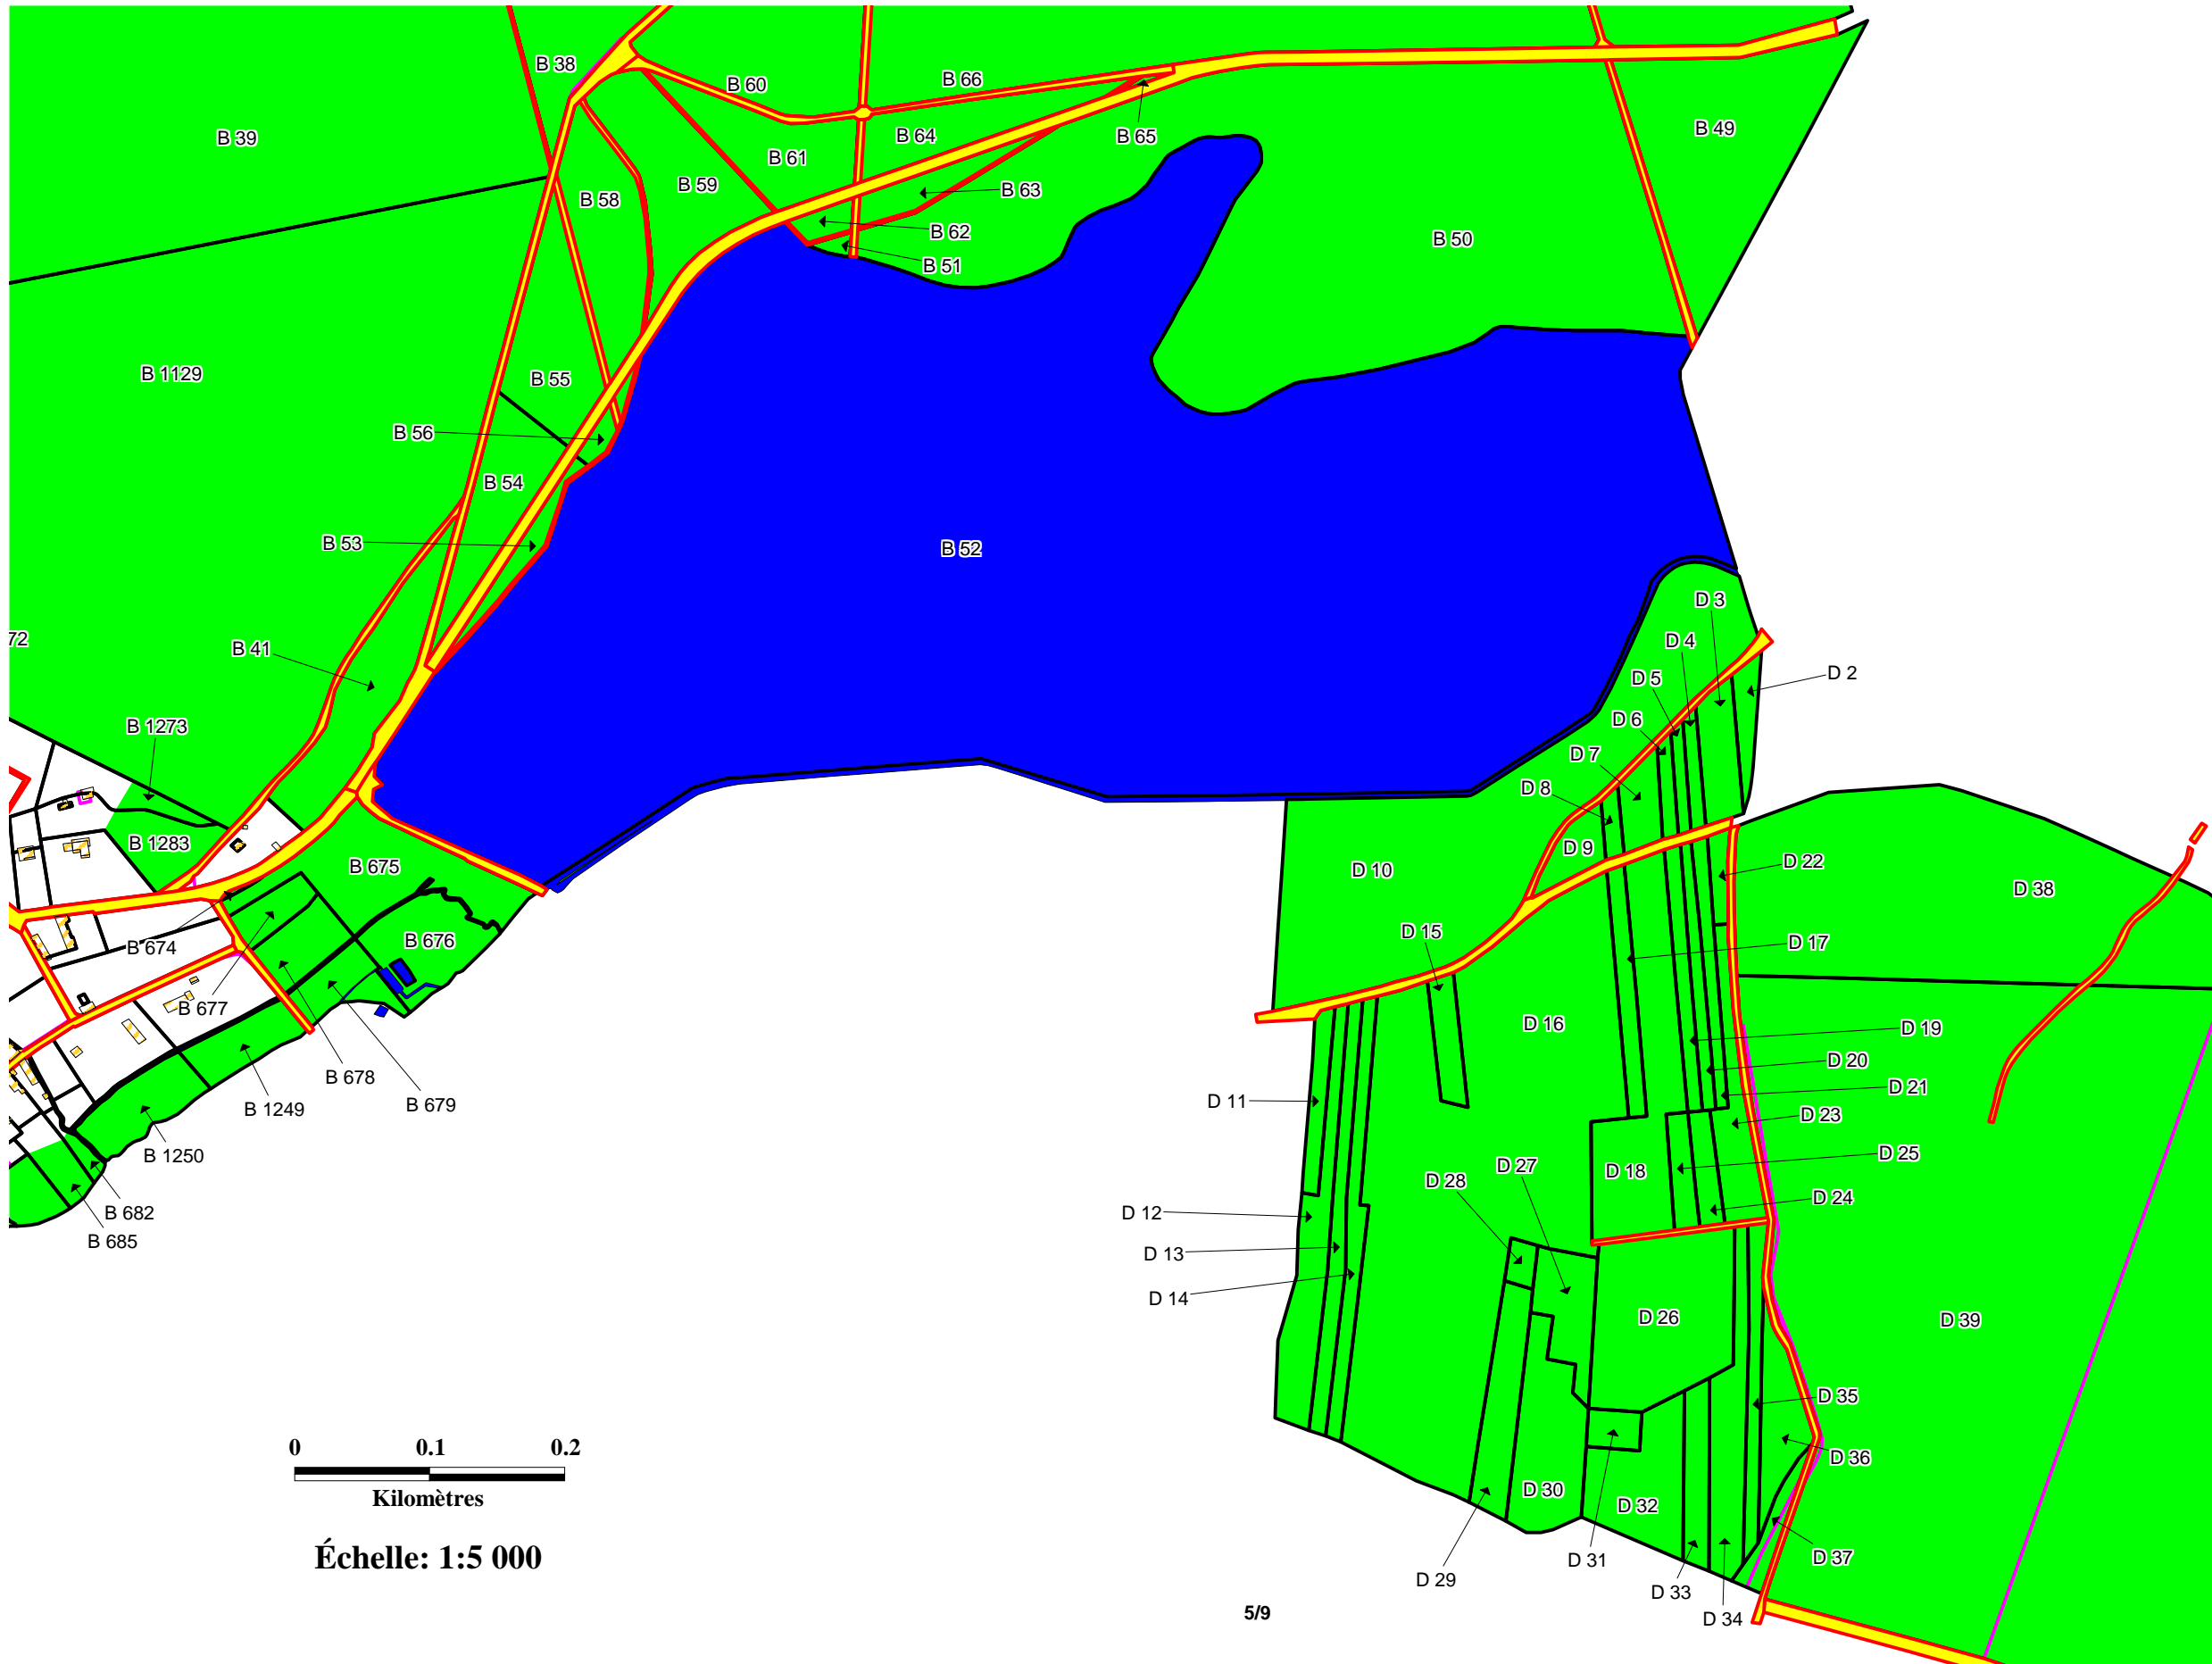 B 38
B 60
B 66
B 39
B 64
B 65
B 49
B 61
B 59
B 63
B 58
B 62
B 50
B 51
B 1129
B 55
B 56
B 54
B 53
B 52
D 3
72
B 41
D 4
D 5
D 2
D 6
B 1273
D 7
D 8
B 1283
D 9
B 675
D 22
D 10
D 38
D 15
B 676
B 674
D 17
B 677
D 16
D 19
D 20
B 678
D 21
D 11
B 679
B 1249
D 23
B 1250
D 25
D 27
D 18
D 28
D 24
B 682
D 12
B 685
D 13
D 14
D 26
D 39
D 35
0 0.1 0.2
D 36
Kilomètres
D 30
D 32
Échelle: 1:5 000
D 31
D 37
D 29
D 33
5/9
D 34